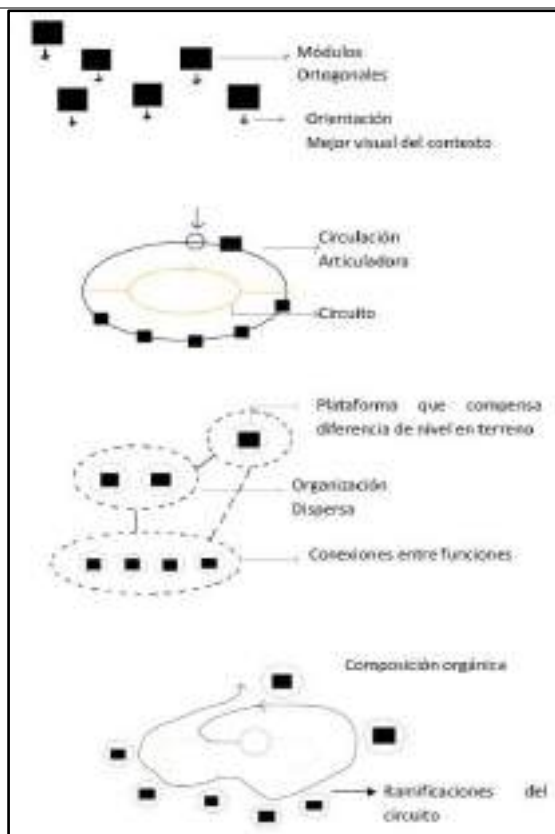 Módulos
Ortogonales
Orientación
Mejor visual del contexto
Circulación
Articuladora
Circuito
Plataforma que compensa
diferencia de nivel en terreno
Organización
Dispersa
Conexiones entre funciones
Composición orgánica
Ramificaciones del
circuito